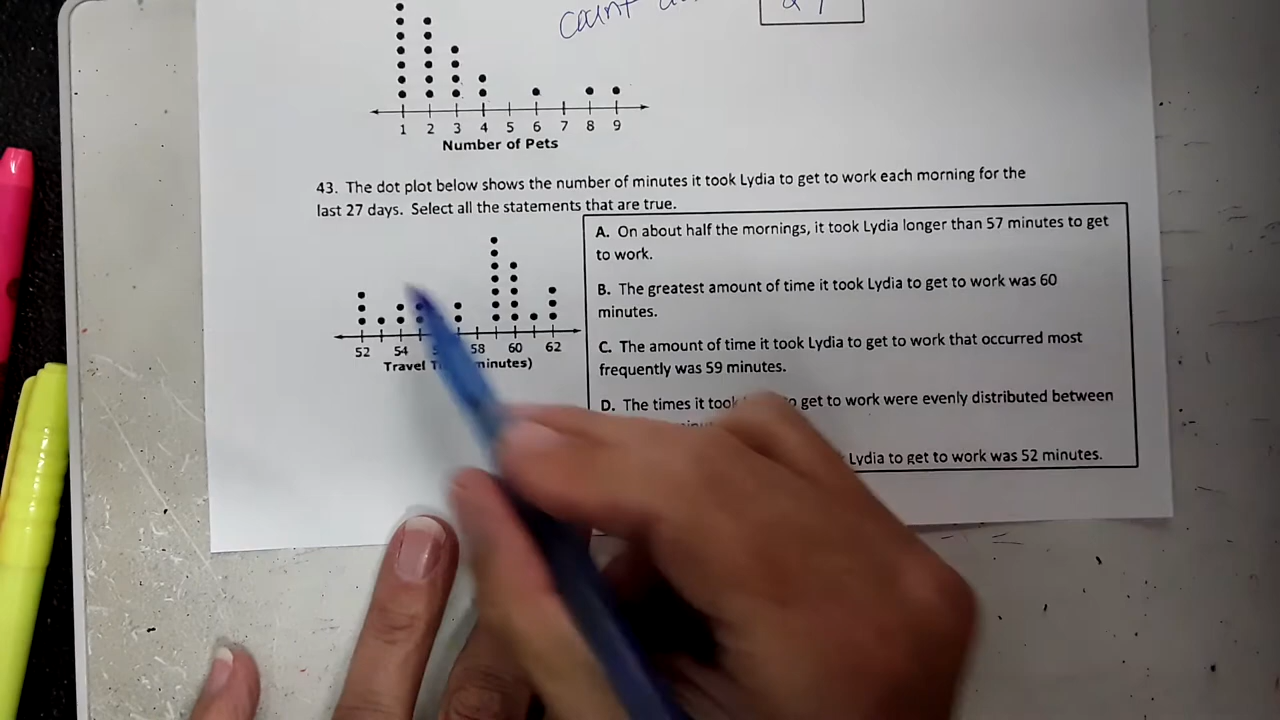 count
1 2 3 4 5 6 7 8 9
Number of Pets
43. The dot plot below shows the number of minutes it took Lydia to get to work each morning for the
last 27 days. Select all the statements that are true.
52 54 58 60 62
Travel minutes)
A. On about half the mornings, it took Lydia longer than 57 minutes to get
to work.
B. The greatest amount of time it took Lydia to get to work was 60
minutes.
C. The amount of time it took Lydia to get to work that occurred most
frequently was 59 minutes.
D. The times it took to get to work were evenly distributed between
Lydia to get to work was 52 minutes.